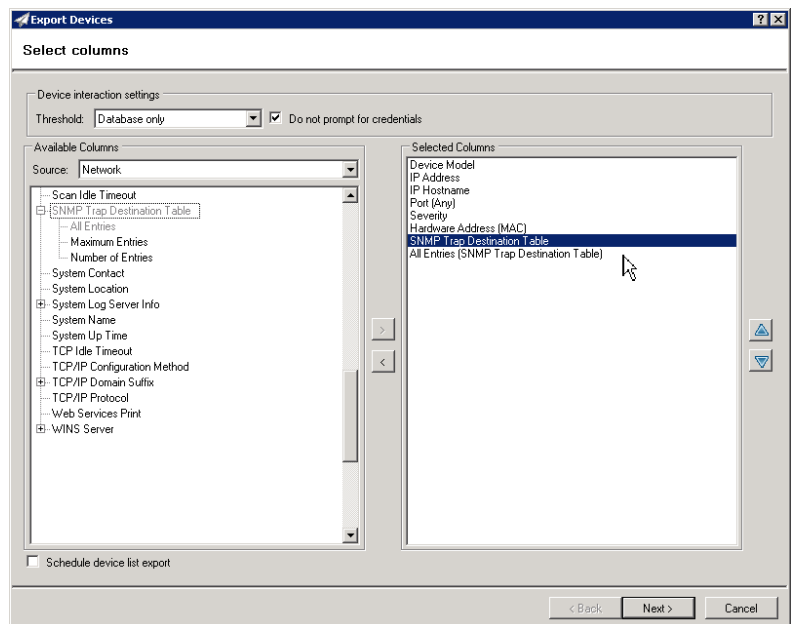 Export Devices
Select columns
Device interaction settings
Threshold: Database only Do not prompt for credentials
Available Columns
Source: Network
Scan Idle Timeout
SNMP Trap Destination Table
All Entries
Maximum Entries
Number of Entries
System Contact
System Location
System Log Server Info
System Name
System Up Time
TCP Idle Timeout
TCP/IP Configuration Method
TCP/IP Domain Suffix
TCP/IP Protocol
Web Services Print
WINS Server
>
<
Selected Columns
Device Model
IP Address
IP Hostname
Port (Any)
Severity
Hardware Address (MAC)
SNMP Trap Destination Table
All Entries (SNMP Trap Destination Table)
Schedule device list export
< Back Next > Cancel